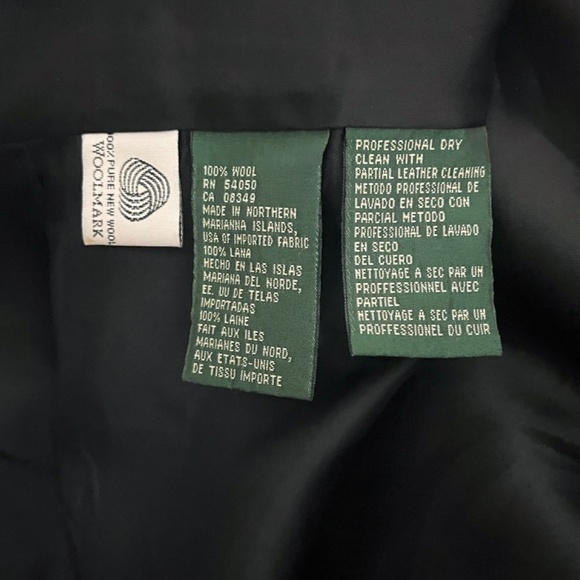 100% PURE NEW WOOL
WOOLMARK
100% WOOL
RN 54050
CA 08349
MADE IN NORTHERN
MARIANNA ISLANDS,
USA OF IMPORTED FABRIC
100% LANA
HECHO EN LAS ISLAS
MARIANA DEL NORDE,
EE. UU DE TELAS
IMPORTADAS
100% LAINE
FAIT AUX ILES
MARIANES DU NORD,
AUX ETATS-UNIS
DE TISSU IMPORTE
PROFESSIONAL DRY
CLEAN WITH
PARTIAL LEATHER CLEANING
METODO PROFESIONAL DE
LAVADO EN SECO CON
PARCIAL METODO
PROFESIONAL DE LAVADO
EN SECO
DEL CUERO
NETTOYAGE A SEC PAR UN
PROFFESSIONNEL AVEC
PARTIEL
NETTOYAGE A SEC PAR UN
PROFFESSIONEL DU CUIR